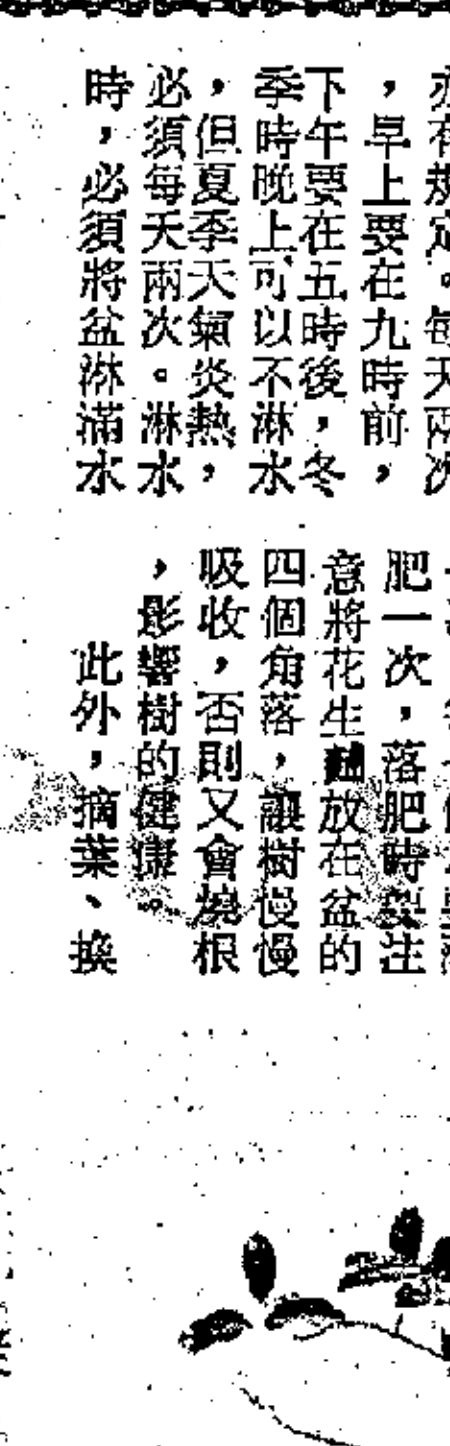 亦有規定。每天兩次
，早上要在九時前，
下午要在五時後，冬
季時晚上可以不淋水
，但夏季天氣炎熱，
必須每天兩次。淋水
時，必須將盆淋滿水
肥一次，落肥時要注
意將花生麩放在盆的
四個角落，讓樹慢慢
吸收，否則又會燒根
，影響樹的健康。
此外，摘葉、換